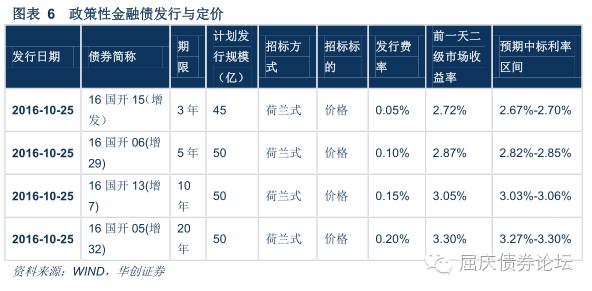 图表 6 政策性金融债发行与定价
发行日期 债券简称 期限 计划发行规模(亿) 招标方式 招标标的 发行费率 前一天二级市场收益率 预期中标利率区间
2016-10-25 16 国开 15(增发) 3 年 45 荷兰式 价格 0.05% 2.72% 2.67%-2.70%
2016-10-25 16 国开 06(增29) 5 年 50 荷兰式 价格 0.10% 2.87% 2.82%-2.85%
2016-10-25 16 国开 13(增7) 10 年 50 荷兰式 价格 0.15% 3.05% 3.03%-3.06%
2016-10-25 16 国开 05(增32) 20 年 50 荷兰式 价格 0.20% 3.30% 3.27%-3.30%
资料来源：WIND，华创证券
屈庆债券论坛